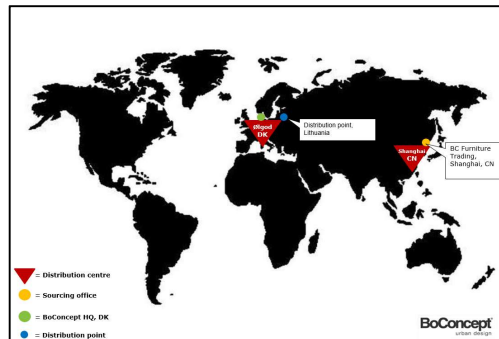 Ølgod
DK
Distribution point,
Lithuania
Shanghai
CN
BC Furniture
Trading,
Shanghai, CN
= Distribution centre
= Sourcing office
= BoConcept HQ, DK
= Distribution point
BoConcept®
urban design